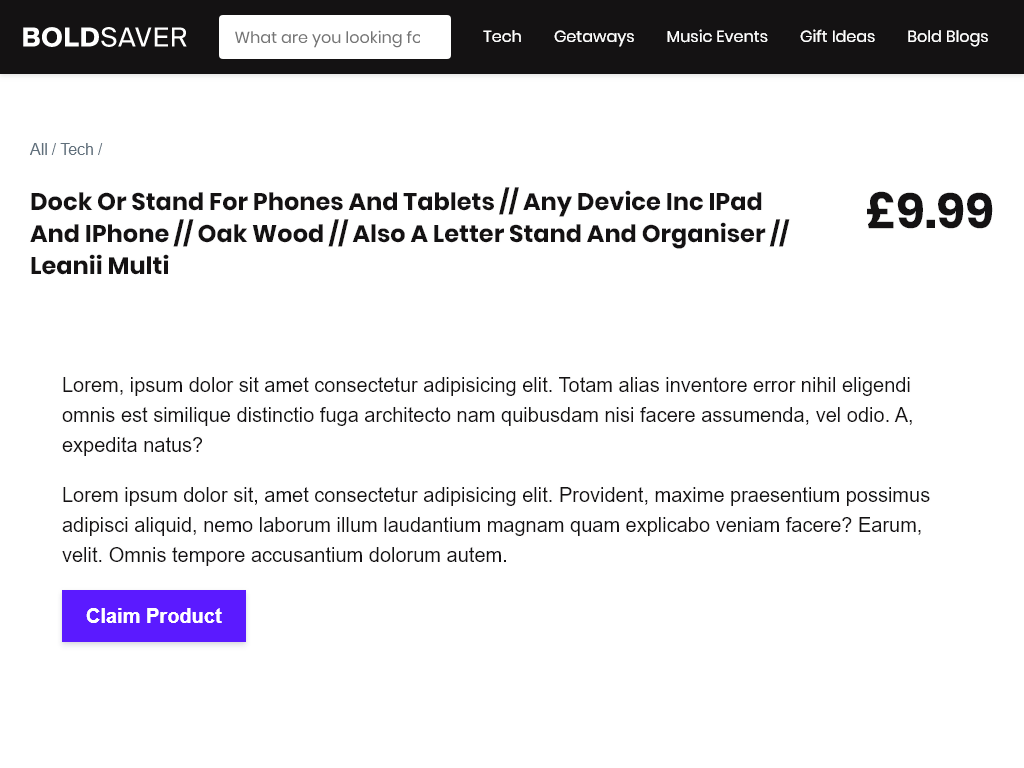 BOLDSAVER
What are you looking fo
Tech
Getaways
Music Events
Gift Ideas
Bold Blogs
All / Tech /
Dock Or Stand For Phones And Tablets // Any Device Inc IPad
And IPhone // Oak Wood // Also A Letter Stand And Organiser //
Leanii Multi
£9.99
Lorem, ipsum dolor sit amet consectetur adipisicing elit. Totam alias inventore error nihil eligendi
omnis est similique distinctio fuga architecto nam quibusdam nisi facere assumenda, vel odio. A,
expedita natus?
Lorem ipsum dolor sit, amet consectetur adipisicing elit. Provident, maxime praesentium possimus
adipisci aliquid, nemo laborum illum laudantium magnam quam explicabo veniam facere? Earum,
velit. Omnis tempore accusantium dolorum autem.
Claim Product